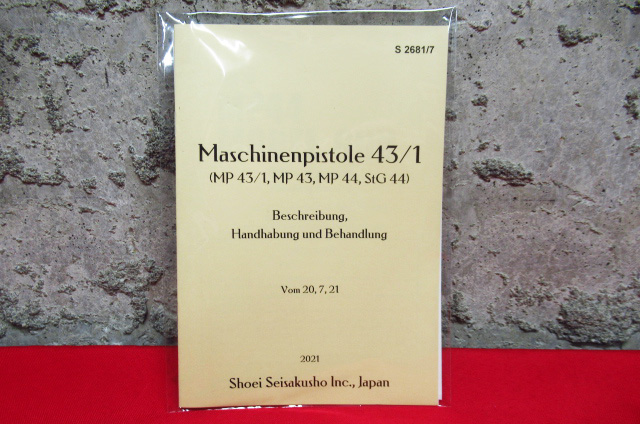 S 2681/7
Maschinenpistole 43/1
(MP 43/1, MP 43, MP 44, StG 44)
Beschreibung,
Handhabung und Behandlung
Vom 20, 7, 21
2021
Shoei Seisakusho Inc., Japan